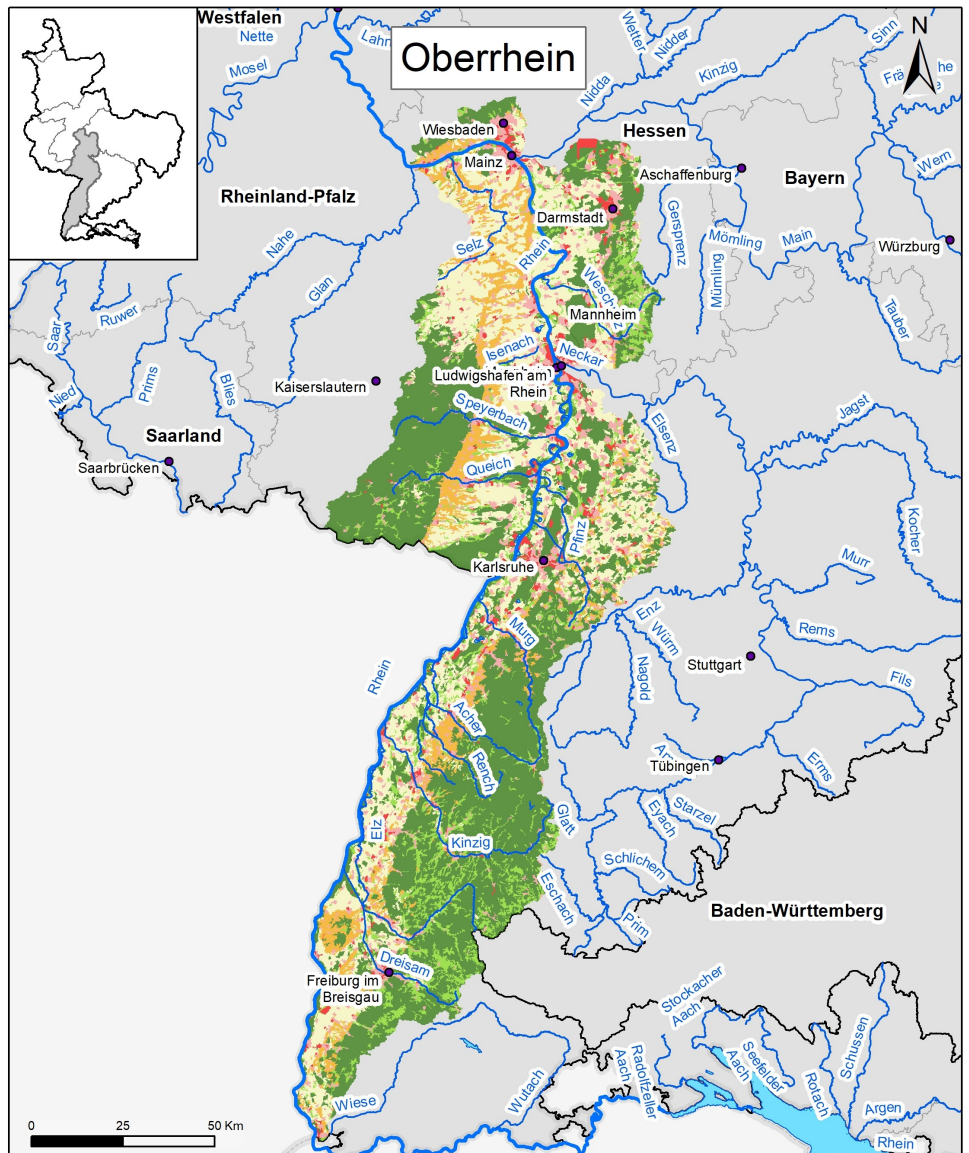 Westfalen
Nette
Lahn
Mosel
Oberrhein
Wetter
Nidder
Sinn
N
Nidda
Kinzig
Wiesbaden
Hessen
Mainz
Aschaffenburg
Bayern
Wern
Rheinland-Pfalz
Darmstadt
Gersprenz
Mömling
Main
Würzburg
Nahe
Selz
Rhein
Mümling
Glan
Mannheim
Tauber
Saar
Ruwer
Isenach
Neckar
Prims
Blies
Kaiserslautern
Ludwigshafen am
Rhein
Nied
Speyerbach
Elsenz
Jagst
Saarland
Saarbrücken
Queich
Kocher
Pfinz
Karlsruhe
Murr
Enz
Murg
Würm
Rems
Nagold
Stuttgart
Rhein
Fils
Acher
Rench
Tübingen
Erms
Glatt
Eyach
Starzel
Elz
Kinzig
Schlichem
Eschach
Prim
Baden-Württemberg
Dreisam
Freiburg im
Breisgau
Stockacher
Aach
Seefelder
Aach
Schussen
Radolfzeller
Aach
Rotach
Wiese
Wutach
Argen
Rhein
0 25 50 Km